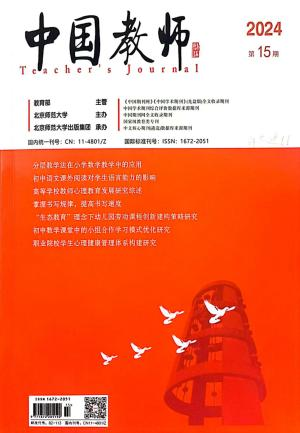 中国教师
Teacher's Journal
2024
第15期
教育部 主管
北京师范大学 主办
北京师范大学出版集团 承办
《中国期刊网》《中国学术期刊》(光盘版)全文收录期刊
中国学术期刊综合评价数据库来源期刊
中国期刊网全文收录期刊
国家级教育类专刊
中文核心期刊(遴选)数据库来源期刊
国内统一刊号：CN: 11-4801/Z
国际标准刊号：ISSN: 1672-2051
分层教学法在小学数学教学中的应用
初中语文课外阅读对学生语言能力的影响
高等学校教师心理教育发展研究综述
掌握书写规律，提高书写速度
“生态教育”理念下幼儿园劳动课程创新建构策略研究
初中数学课堂中的小组合作学习模式优化研究
职业院校学生心理健康管理体系构建研究
ISSN 1672-2051
邮发代号：82-113